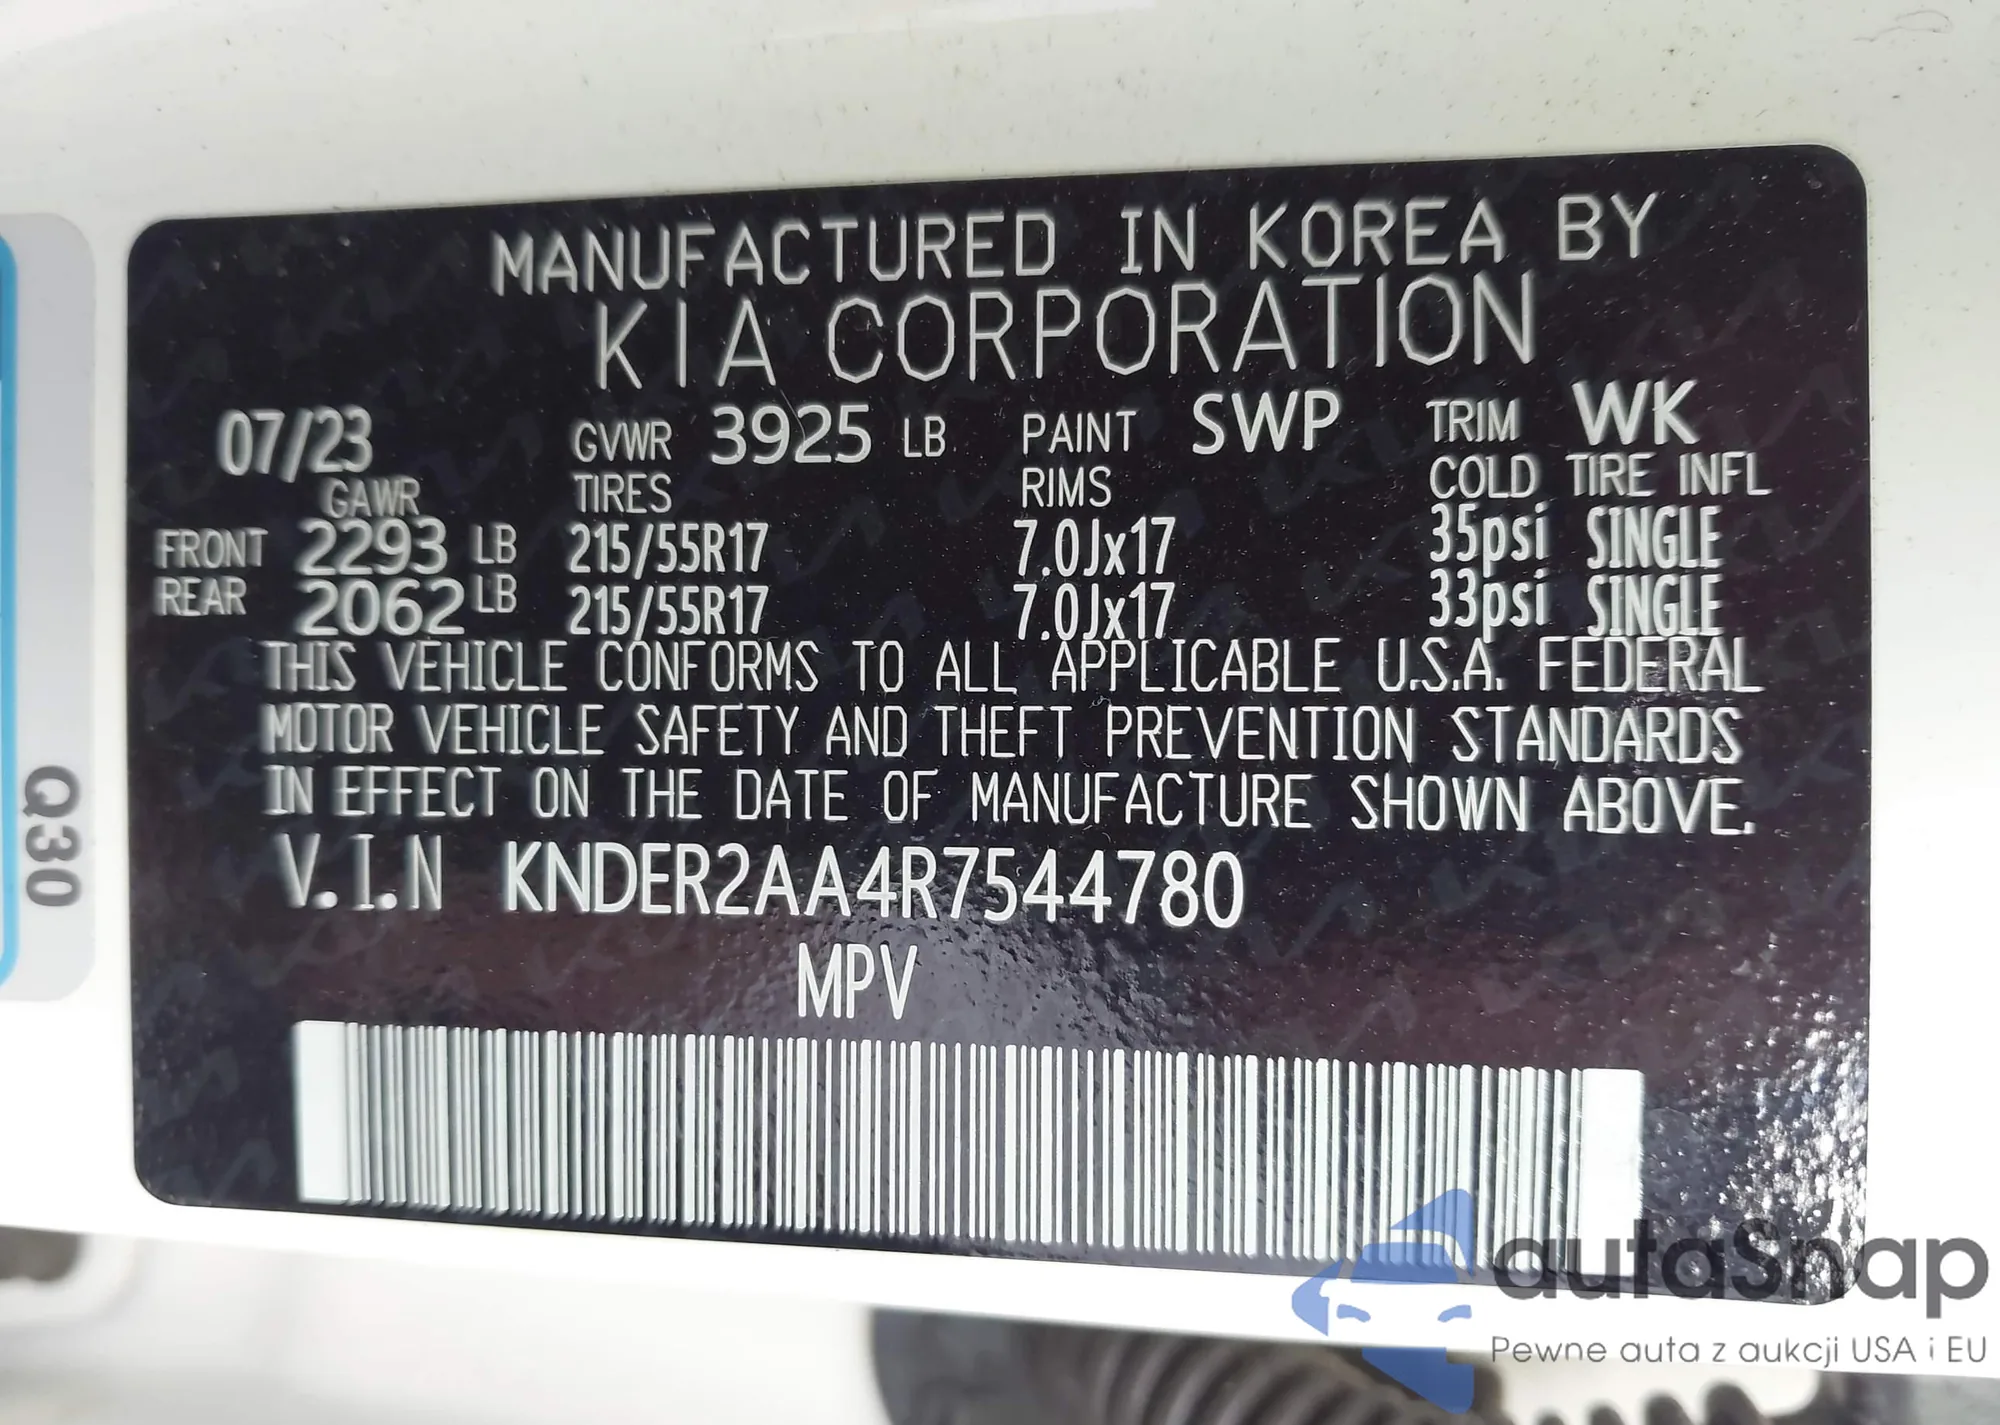 MANUFACTURED IN KOREA BY
KIA CORPORATION
07/23 GVWR 3925 LB PAINT SWP TRIM WK
GAWR TIRES RIMS COLD TIRE INFL
FRONT 2293 LB 215/55R17 7.0Jx17 35psi SINGLE
REAR 2062 LB 215/55R17 7.0Jx17 33psi SINGLE
THIS VEHICLE CONFORMS TO ALL APPLICABLE U.S.A. FEDERAL
MOTOR VEHICLE SAFETY AND THEFT PREVENTION STANDARDS
IN EFFECT ON THE DATE OF MANUFACTURE SHOWN ABOVE.
V.I.N KNDER2AA4R7544780
MPV
Q30
autaSnap
Pewne auta z aukcji USA i EU